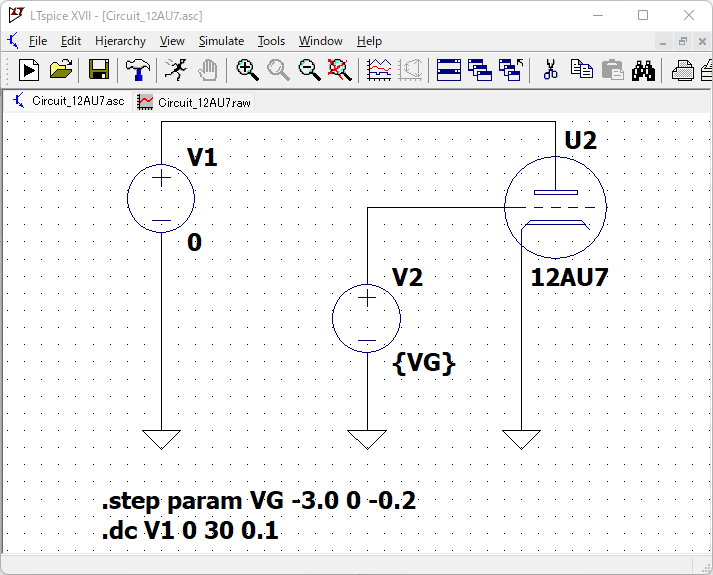 LTspice XVII - [Circuit_12AU7.asc]
File Edit Hierarchy View Simulate Tools Window Help
Circuit_12AU7.asc Circuit_12AU7.raw
U2
V1
0
V2
12AU7
{VG}
.step param VG -3.0 0 -0.2
.dc V1 0 30 0.1